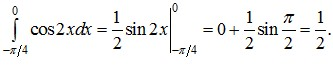 ∫_{-π/4}^{0} cos2xdx = 1/2 sin2x|_{-π/4}^{0} = 0 + 1/2 sin π/2 = 1/2.